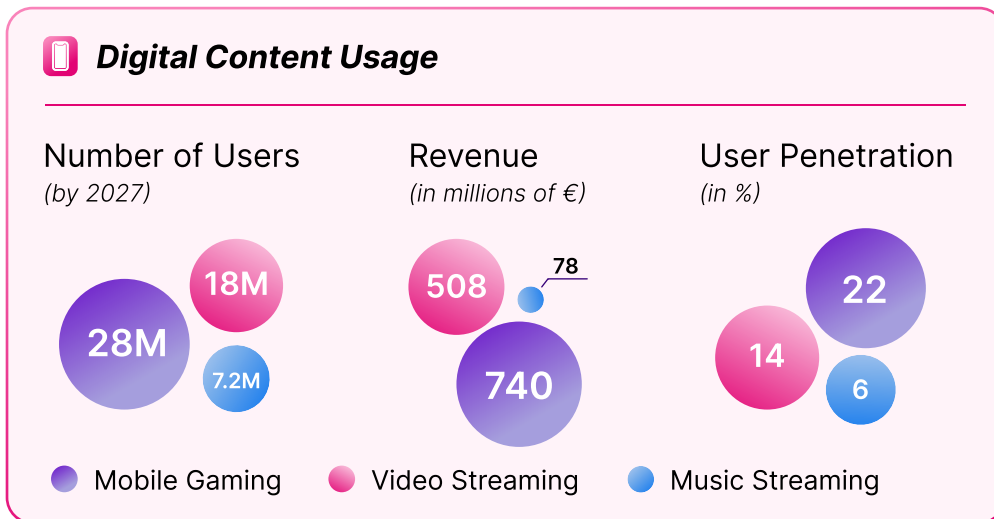 Digital Content Usage
Number of Users
(by 2027)
28M
18M
7.2M
Revenue
(in millions of €)
508
78
740
User Penetration
(in %)
22
14
6
Mobile Gaming
Video Streaming
Music Streaming